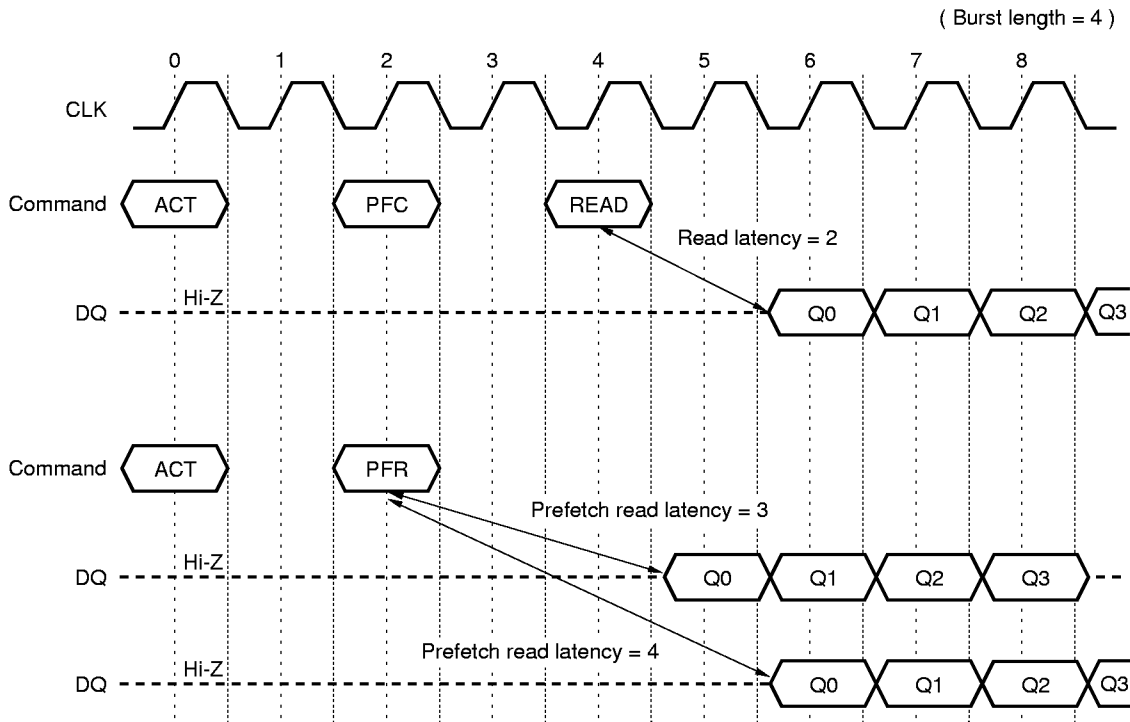 ( Burst length = 4 )
0 1 2 3 4 5 6 7 8
CLK
Command ACT PFC READ
Read latency = 2
Hi-Z
DQ Q0 Q1 Q2 Q3
Command ACT PFR
Prefetch read latency = 3
Hi-Z
DQ Q0 Q1 Q2 Q3
Prefetch read latency = 4
Hi-Z
DQ Q0 Q1 Q2 Q3